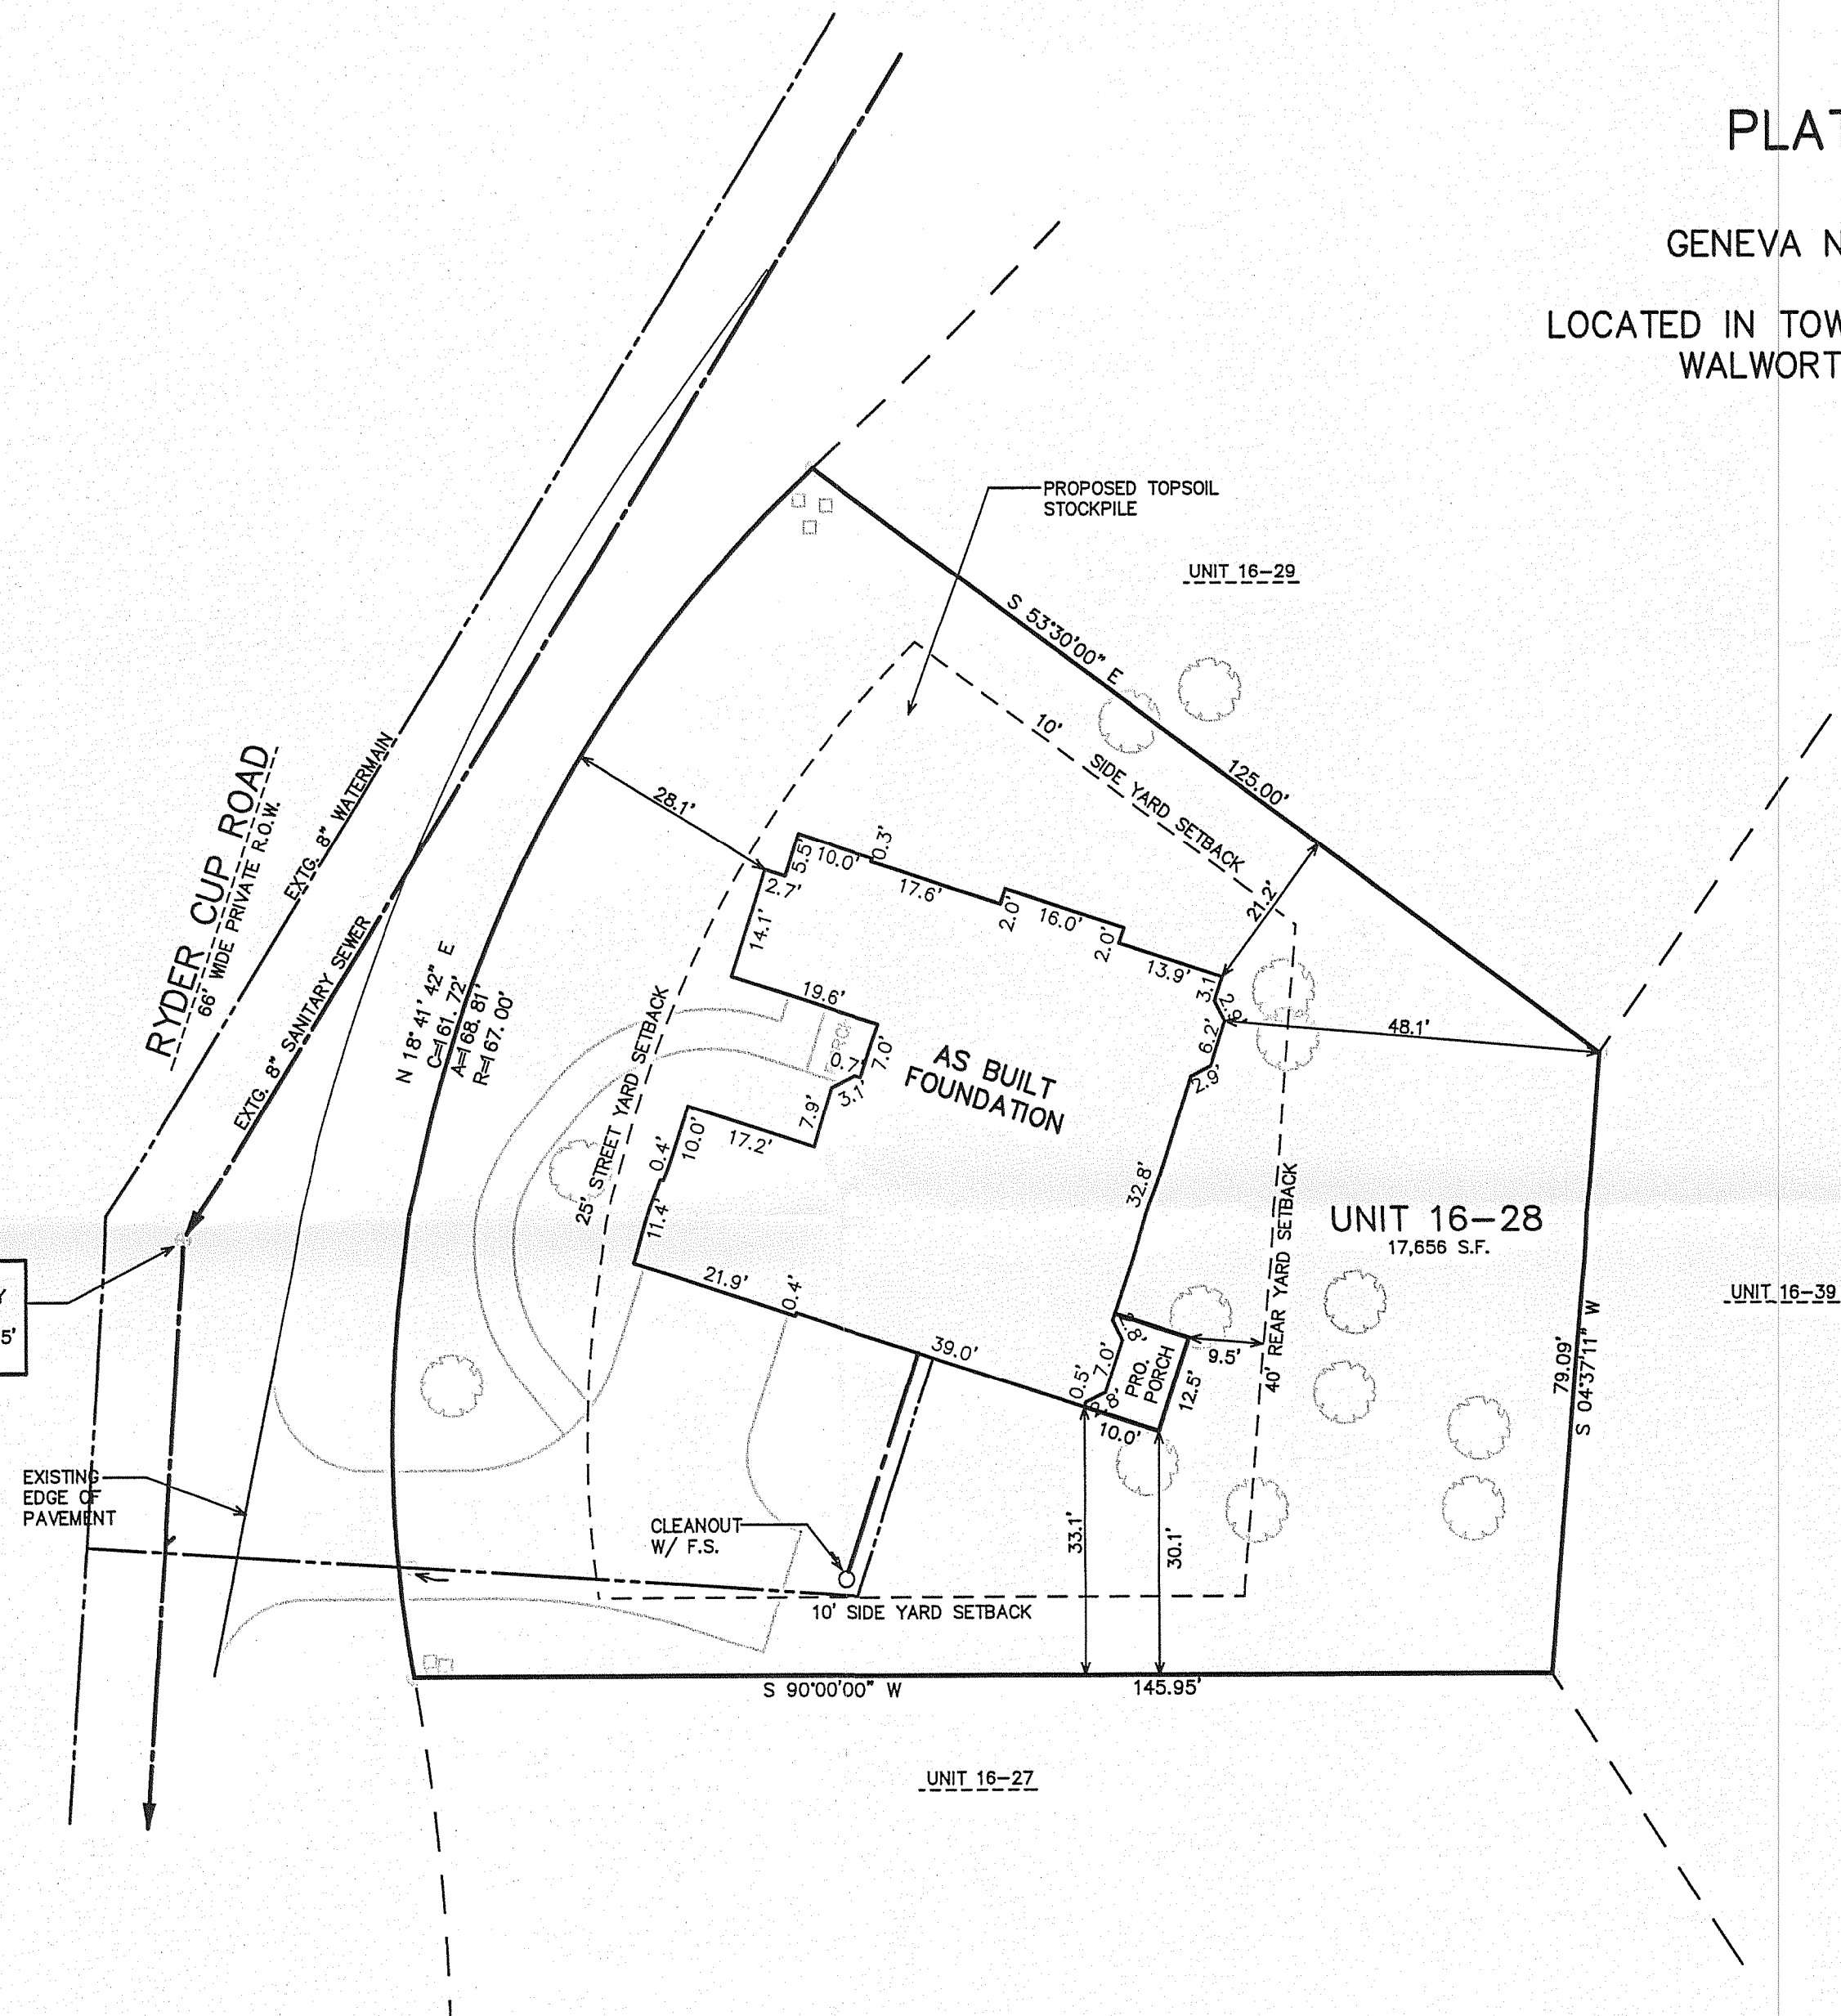 PLAT
GENEVA N
LOCATED IN TOW
WALWORT
PROPOSED TOPSOIL
STOCKPILE
UNIT 16-29
S 53°30'00" E
125.00'
10'
SIDE YARD SETBACK
28.1'
21.2'
48.1'
RYDER CUP ROAD
66' WIDE PRIVATE R.O.W.
EXTG. 8" WATERMAIN
EXTG. 8" SANITARY SEWER
N 18° 41' 42" E
C=161. 72'
A=168. 81'
R=167. 00'
25' STREET YARD SETBACK
2.7'
5.5'
10.0'
0.3'
17.6'
2.0'
16.0'
2.0'
13.9'
3.1'
2.9'
6.2'
2.9'
14.1'
19.6'
7.0'
0.7'
3.1'
7.9'
17.2'
10.0'
0.4'
11.4'
21.9'
0.4'
39.0'
AS BUILT
FOUNDATION
32.8'
2.8'
7.0'
2.8'
0.5'
PRO.
PORCH
12.5'
10.0'
9.5'
40' REAR YARD SETBACK
UNIT 16-28
17,656 S.F.
UNIT 16-39
79.09'
S 04°37'11" W
Y
5'
EXISTING
EDGE OF
PAVEMENT
CLEANOUT
W/ F.S.
33.1'
30.1'
10' SIDE YARD SETBACK
S 90°00'00" W
145.95'
UNIT 16-27